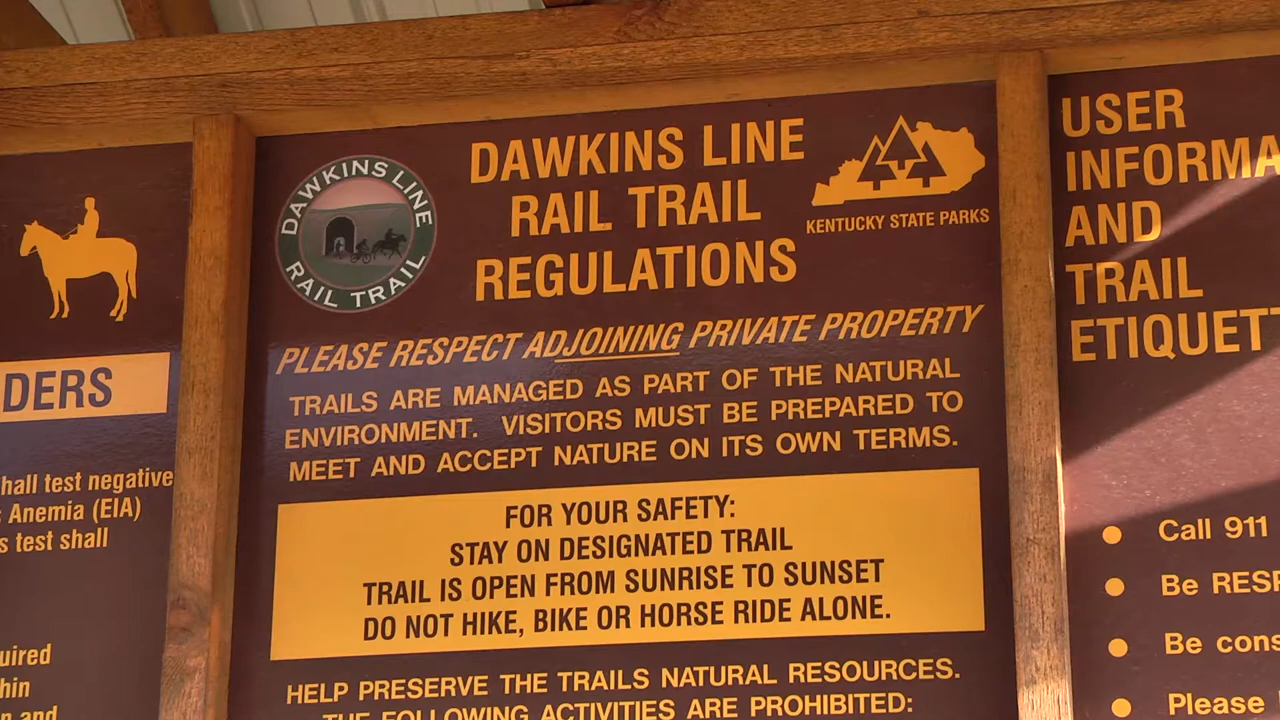 DERS
hall test negative
Anemia (EIA)
s test shall
uired
hin
n and
DAWKINS LINE
RAIL TRAIL
DAWKINS LINE
RAIL TRAIL
REGULATIONS
KENTUCKY STATE PARKS
PLEASE RESPECT ADJOINING PRIVATE PROPERTY
TRAILS ARE MANAGED AS PART OF THE NATURAL
ENVIRONMENT. VISITORS MUST BE PREPARED TO
MEET AND ACCEPT NATURE ON ITS OWN TERMS.
FOR YOUR SAFETY:
STAY ON DESIGNATED TRAIL
TRAIL IS OPEN FROM SUNRISE TO SUNSET
DO NOT HIKE, BIKE OR HORSE RIDE ALONE.
HELP PRESERVE THE TRAILS NATURAL RESOURCES.
THE FOLLOWING ACTIVITIES ARE PROHIBITED:
USER
INFORMA
AND
TRAIL
ETIQUETT
Call 911
Be RESP
Be cons
Please